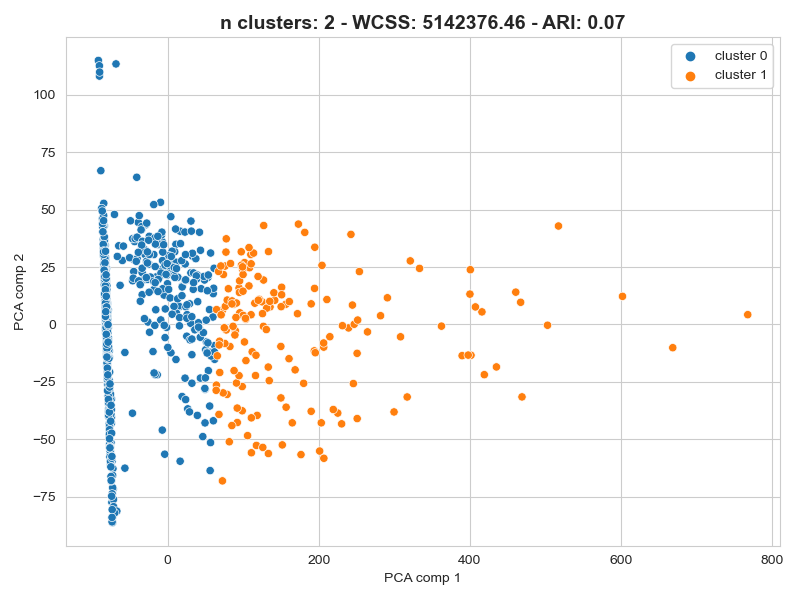 n clusters: 2 - WCSS: 5142376.46 - ARI: 0.07
cluster 0
cluster 1
PCA comp 2
100
75
50
25
0
−25
−50
−75
0
200
400
600
800
PCA comp 1